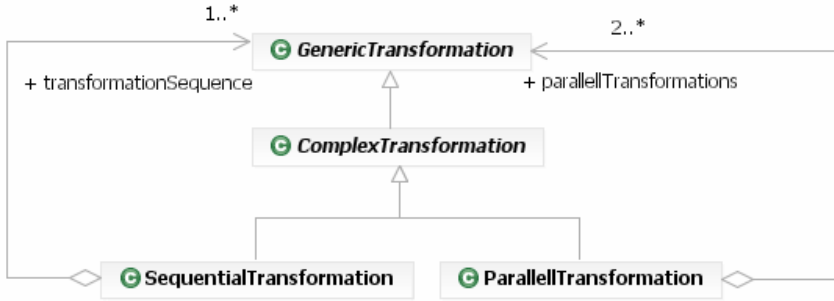 1..*
2..*
GenericTransformation
+ transformationSequence
+ parallellTransformations
ComplexTransformation
SequentialTransformation
ParallellTransformation